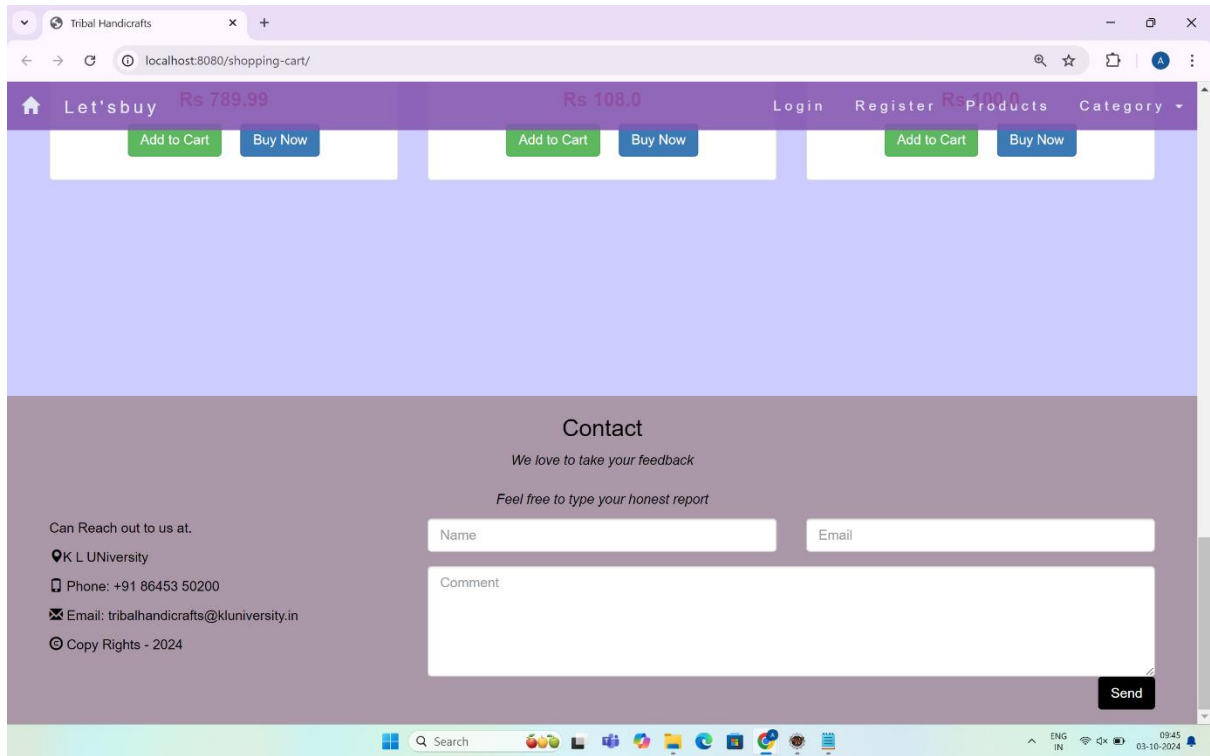 Tribal Handicrafts
localhost:8080/shopping-cart/
Let'sbuy Rs 789.99 Rs 108.0 Login Register Rs 100.0 Products Category
Add to Cart Buy Now Add to Cart Buy Now Add to Cart Buy Now
Contact
We love to take your feedback
Feel free to type your honest report
Can Reach out to us at.
K L UNiversity
Phone: +91 86453 50200
Email: tribalhandicrafts@kluniversity.in
© Copy Rights - 2024
Name Email
Comment
Send
Search
ENG
IN
09:45
03-10-2024
A